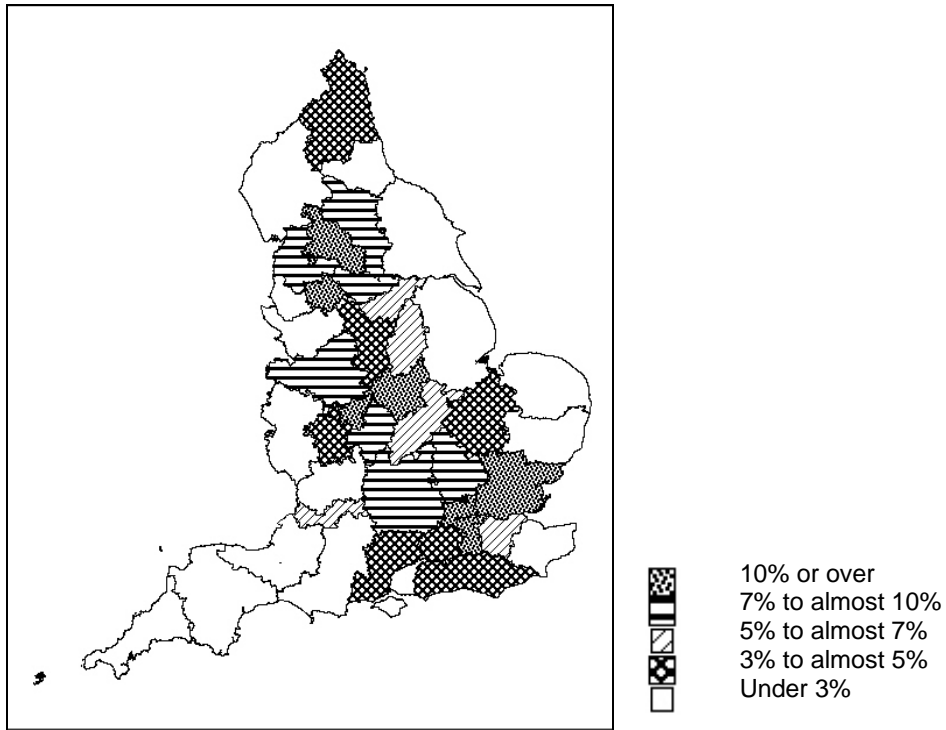 10% or over
7% to almost 10%
5% to almost 7%
3% to almost 5%
Under 3%